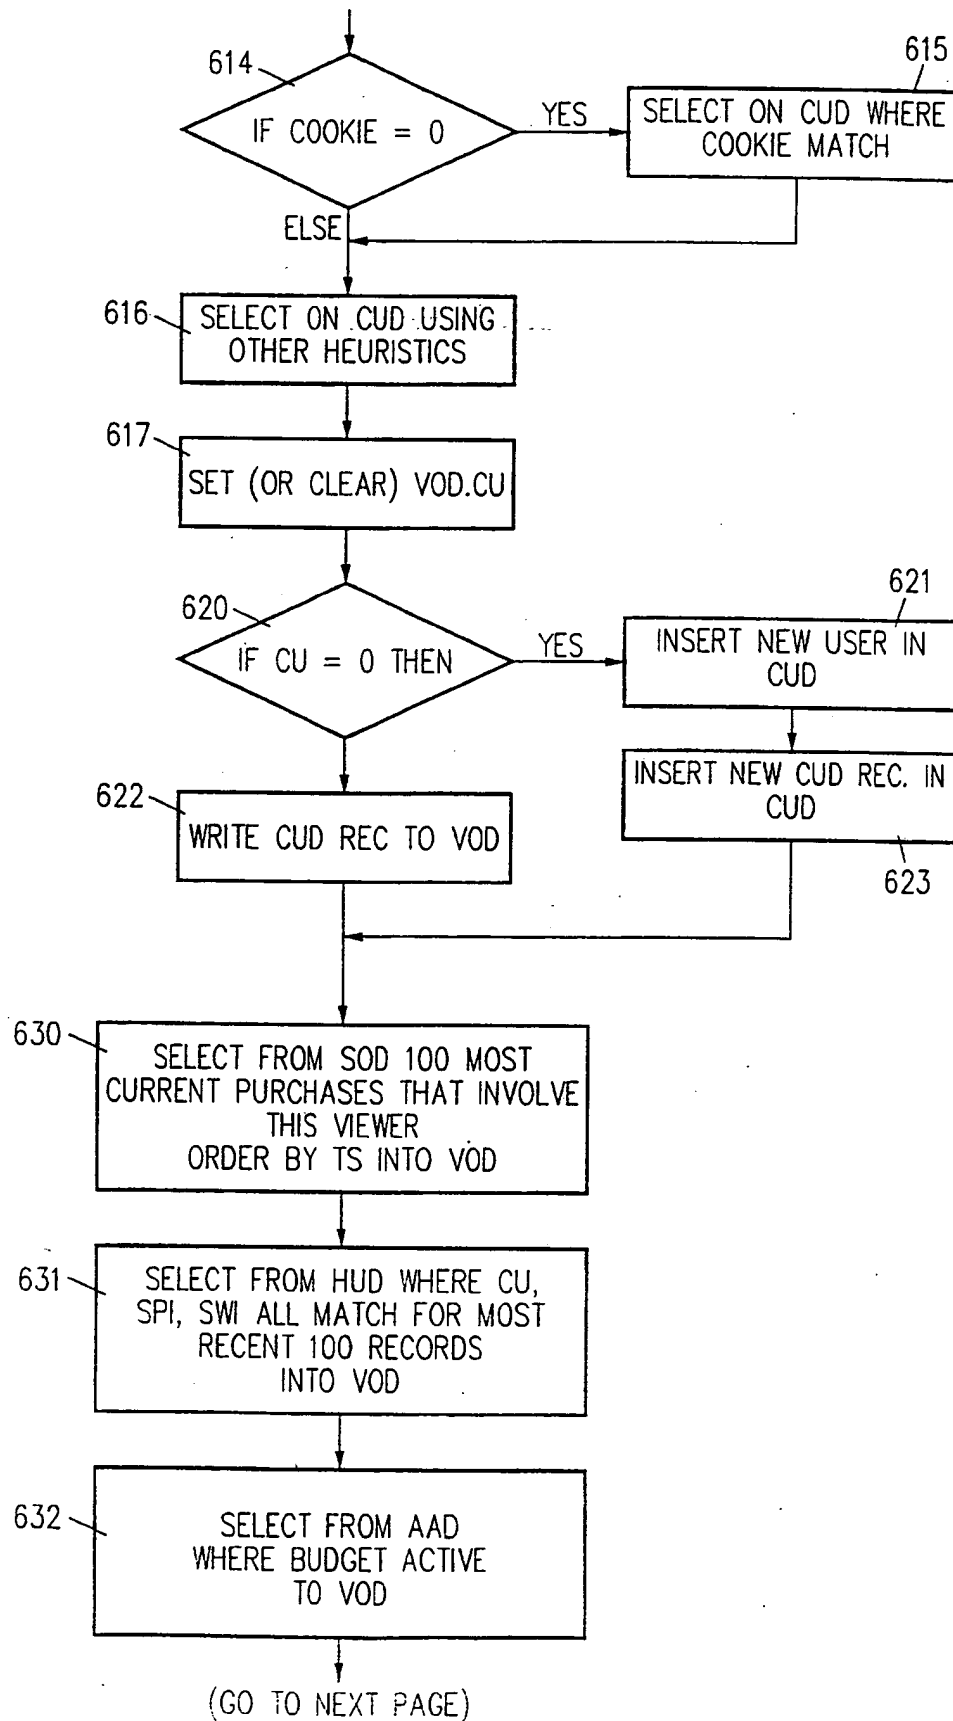 614
IF COOKIE = 0
YES
615
SELECT ON CUD WHERE
COOKIE MATCH
ELSE
616
SELECT ON CUD USING
OTHER HEURISTICS
617
SET (OR CLEAR) VOD.CU
620
IF CU = 0 THEN
YES
621
INSERT NEW USER IN
CUD
622
WRITE CUD REC TO VOD
INSERT NEW CUD REC. IN
CUD
623
630
SELECT FROM SOD 100 MOST
CURRENT PURCHASES THAT INVOLVE
THIS VIEWER
ORDER BY TS INTO VOD
631
SELECT FROM HUD WHERE CU,
SPI, SWI ALL MATCH FOR MOST
RECENT 100 RECORDS
INTO VOD
632
SELECT FROM AAD
WHERE BUDGET ACTIVE
TO VOD
(GO TO NEXT PAGE)